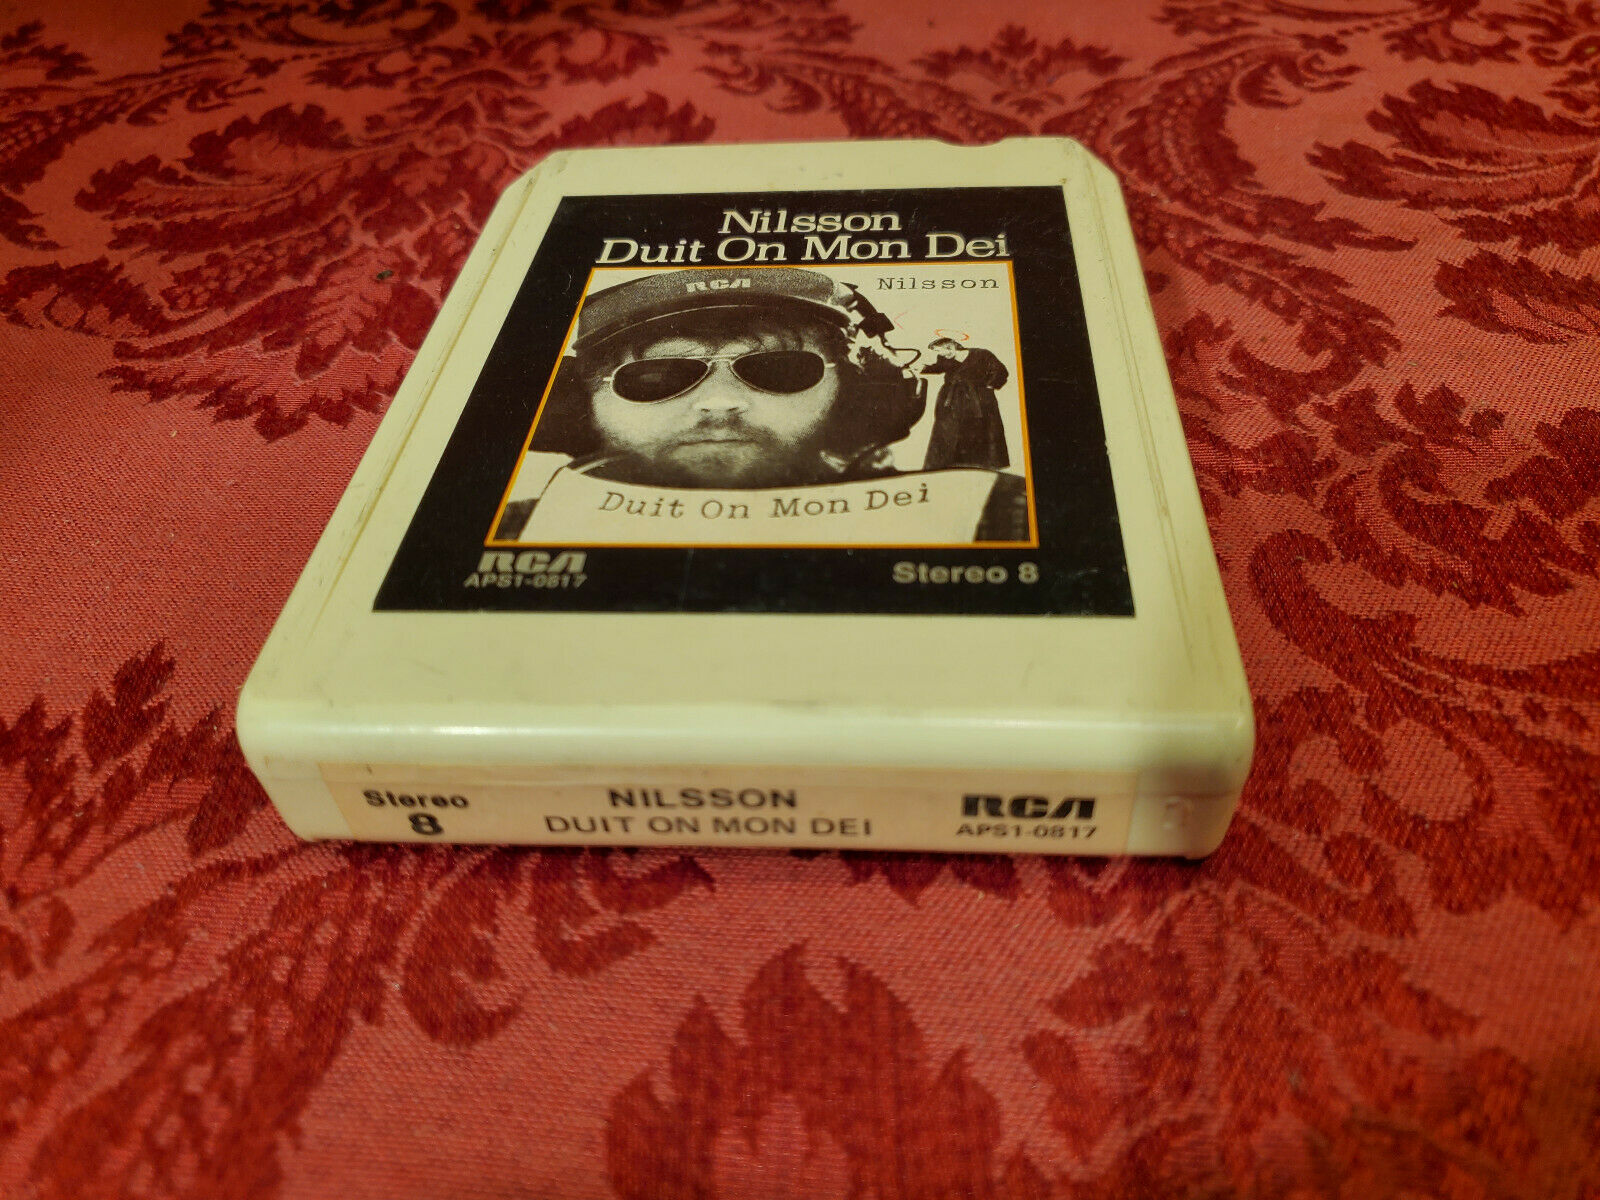 Nilsson
Duit On Mon Dei
RCA
Nilsson
Duit On Mon Dei
RCA
APS1-0817
Stereo 8
Stereo
8
NILSSON
DUIT ON MON DEI
RCA
APS1-0817